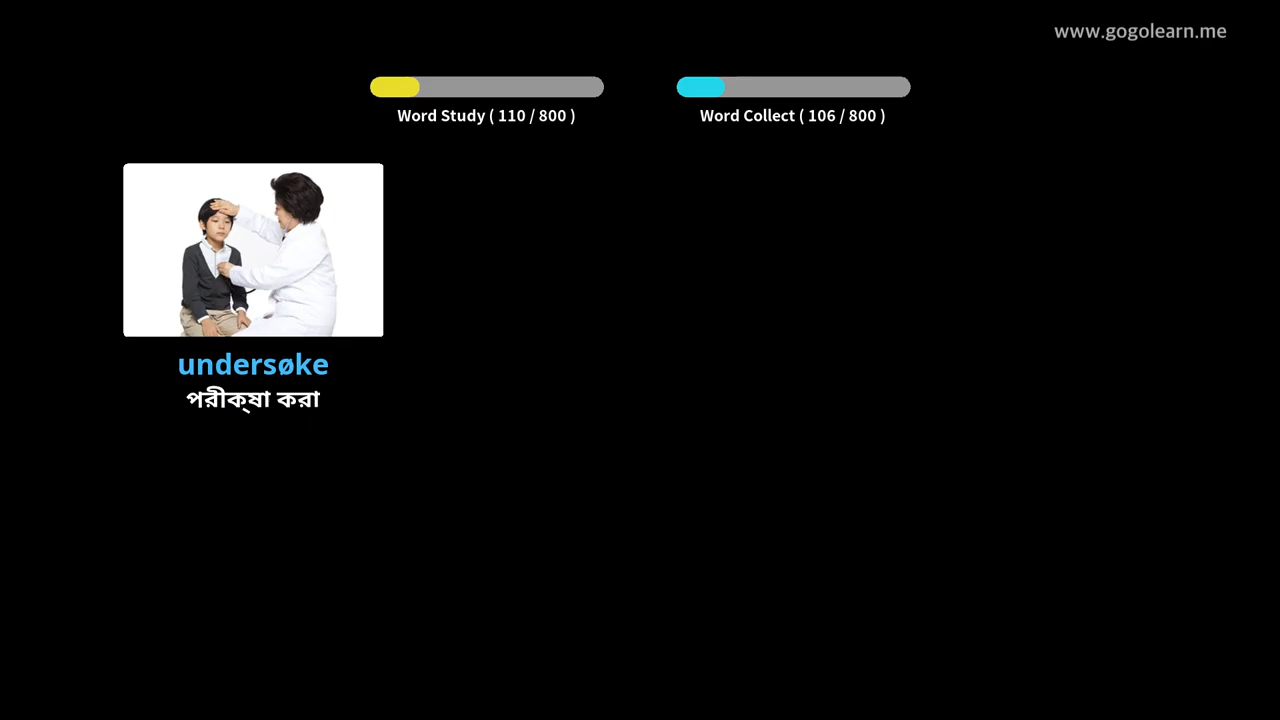 www.gogolearn.me
Word Study ( 110 / 800 )
Word Collect ( 106 / 800 )
undersøke
পরীক্ষা করা